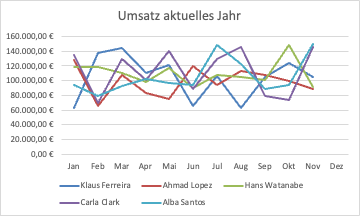 Umsatz aktuelles Jahr
160.000,00 €
140.000,00 €
120.000,00 €
100.000,00 €
80.000,00 €
60.000,00 €
40.000,00 €
20.000,00 €
0,00 €
Jan Feb Mrz Apr Mai Jun Jul Aug Sep Okt Nov Dez
Klaus Ferreira Ahmad Lopez Hans Watanabe
Carla Clark Alba Santos